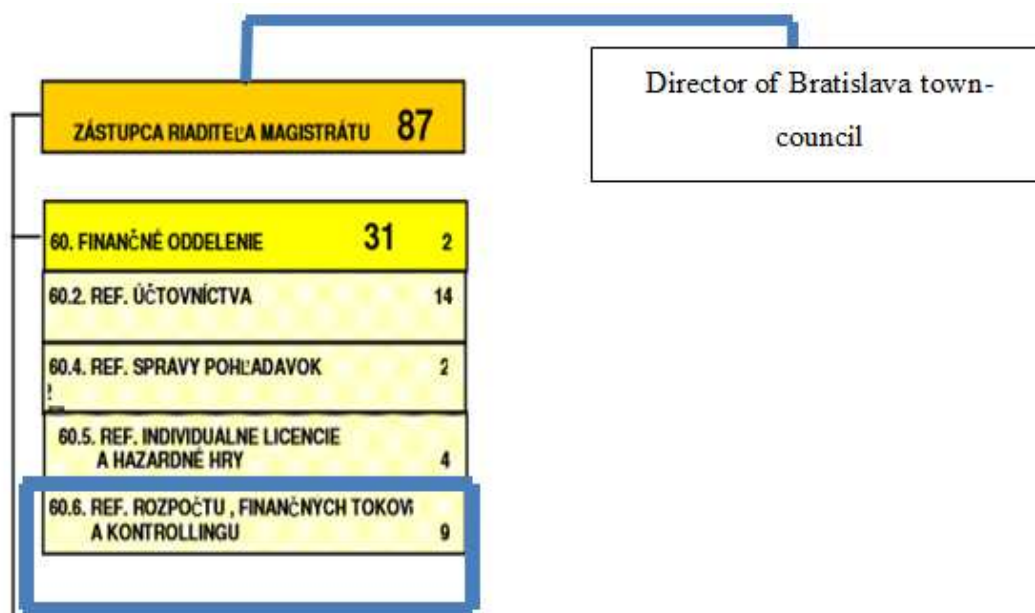 Director of Bratislava town-
council
ZÁSTUPCA RIADITEĽA MAGISTRÁTU 87
60. FINANČNÉ ODDELENIE 31 2
60.2. REF. ÚČTOVNÍCTVA 14
60.4. REF. SPRAVY POHĽADAVOK 2
60.5. REF. INDIVIDUALNE LICENCIE
A HAZARDNÉ HRY 4
60.6. REF. ROZPOČTU , FINANČNÝCH TOKOV
A KONTROLLINGU 9